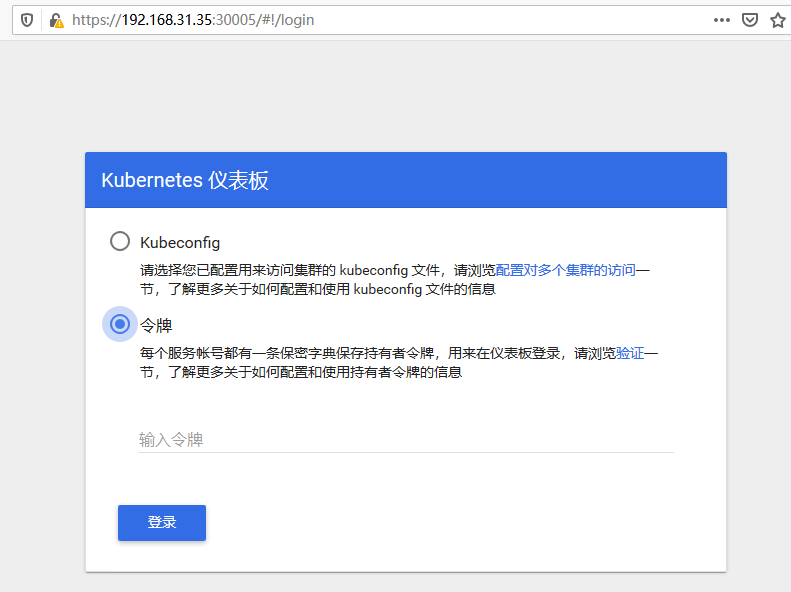 https://192.168.31.35:30005/#!/login
Kubernetes 仪表板
Kubeconfig
请选择您已配置用来访问集群的 kubeconfig 文件，请浏览配置对多个集群的访问一
节，了解更多关于如何配置和使用 kubeconfig 文件的信息
令牌
每个服务帐号都有一条保密字典保存持有者令牌，用来在仪表板登录，请浏览验证一
节，了解更多关于如何配置和使用持有者令牌的信息
输入令牌
登录